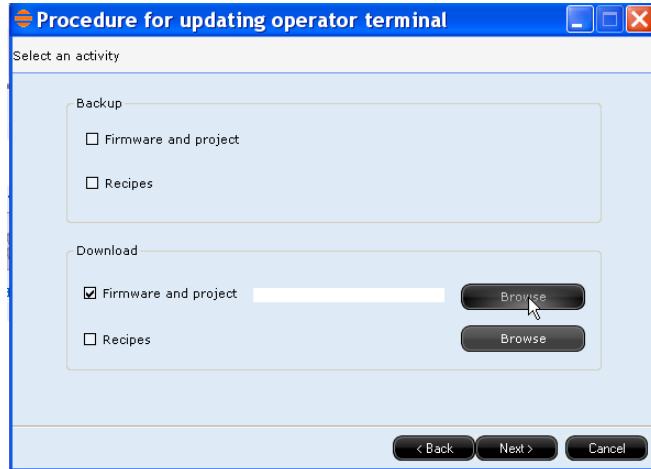 Procedure for updating operator terminal
Select an activity
Backup
Firmware and project
Recipes
Download
Firmware and project
Browse
Recipes
Browse
< Back
Next >
Cancel